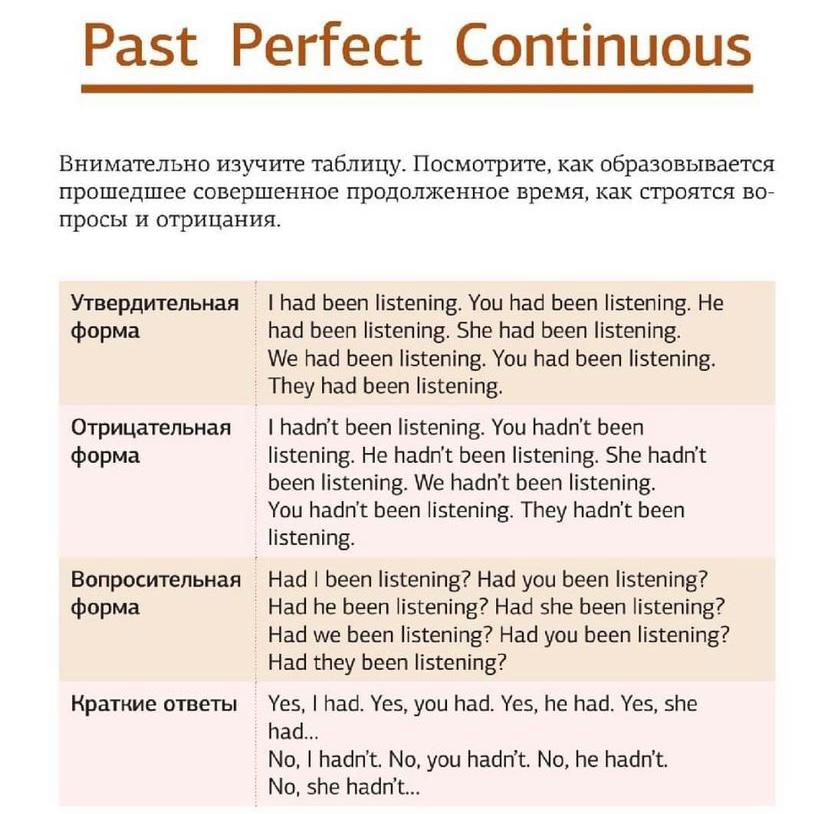 Past Perfect Continuous
Внимательно изучите таблицу. Посмотрите, как образовывается
прошедшее совершенное продолженное время, как строятся во-
просы и отрицания.
Утвердительная
форма
I had been listening. You had been listening. He
had been listening. She had been listening.
We had been listening. You had been listening.
They had been listening.
Отрицательная
форма
I hadn’t been listening. You hadn’t been
listening. He hadn’t been listening. She hadn’t
been listening. We hadn’t been listening.
You hadn’t been listening. They hadn’t been
listening.
Вопросительная
форма
Had I been listening? Had you been listening?
Had he been listening? Had she been listening?
Had we been listening? Had you been listening?
Had they been listening?
Краткие ответы
Yes, I had. Yes, you had. Yes, he had. Yes, she
had...
No, I hadn’t. No, you hadn’t. No, he hadn’t.
No, she hadn’t...